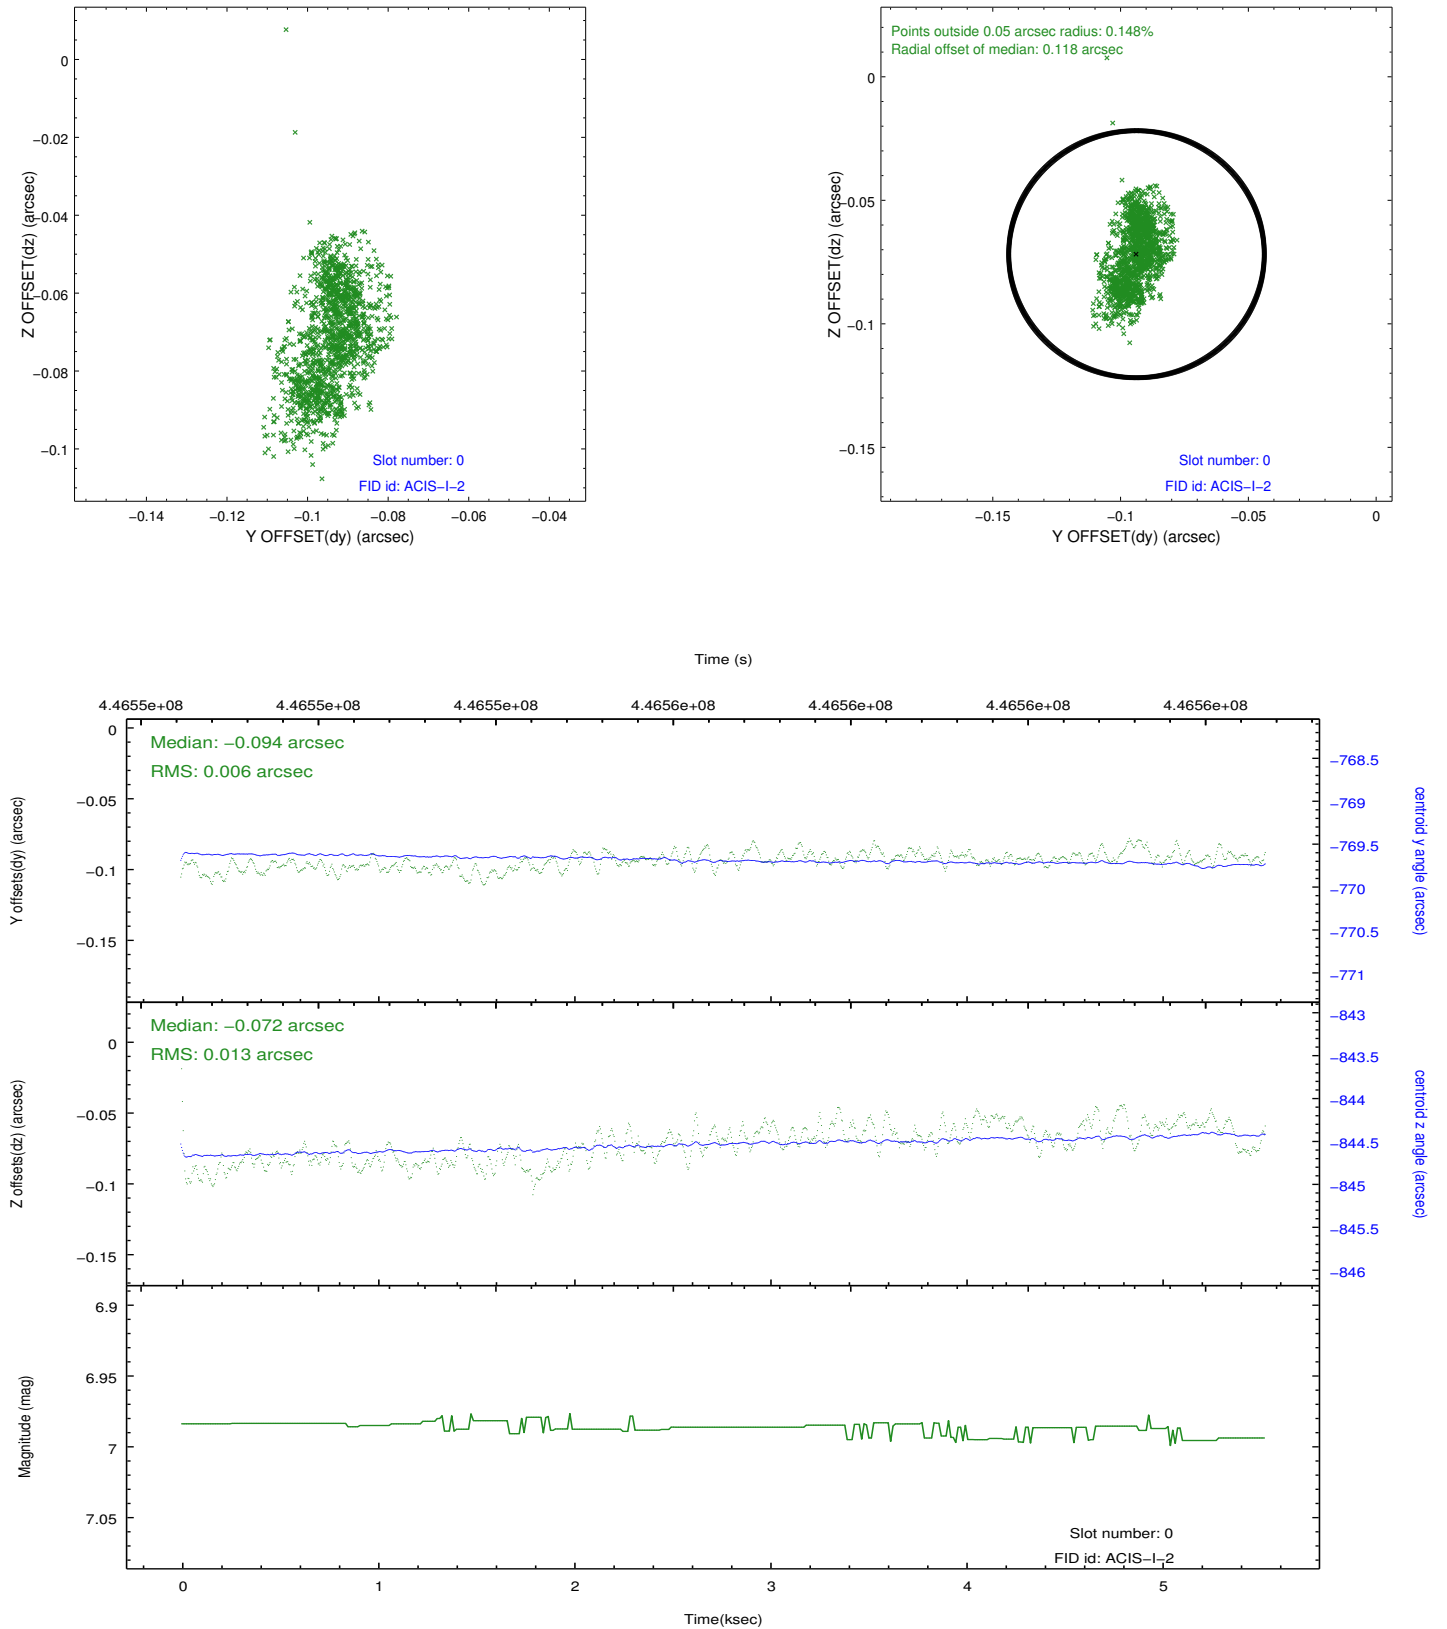 0
−0.02
−0.04
−0.06
−0.08
−0.1
Z OFFSET(dz) (arcsec)
Slot number: 0
FID id: ACIS−I−2
−0.14
−0.12
−0.1
−0.08
−0.06
−0.04
Y OFFSET(dy) (arcsec)
Points outside 0.05 arcsec radius: 0.148%
Radial offset of median: 0.118 arcsec
0
−0.05
−0.1
−0.15
Z OFFSET(dz) (arcsec)
Slot number: 0
FID id: ACIS−I−2
−0.15
−0.1
−0.05
0
Y OFFSET(dy) (arcsec)
Time (s)
4.4655e+08
4.4655e+08
4.4655e+08
4.4656e+08
4.4656e+08
4.4656e+08
4.4656e+08
Median: −0.094 arcsec
RMS: 0.006 arcsec
0
−0.05
−0.1
−0.15
Y offsets(dy) (arcsec)
−768.5
−769
−769.5
−770
−770.5
−771
centroid y angle (arcsec)
Median: −0.072 arcsec
RMS: 0.013 arcsec
0
−0.05
−0.1
−0.15
Z offsets(dz) (arcsec)
−843
−843.5
−844
−844.5
−845
−845.5
−846
centroid z angle (arcsec)
6.9
6.95
7
7.05
Magnitude (mag)
Slot number: 0
FID id: ACIS−I−2
0
1
2
3
4
5
Time(ksec)